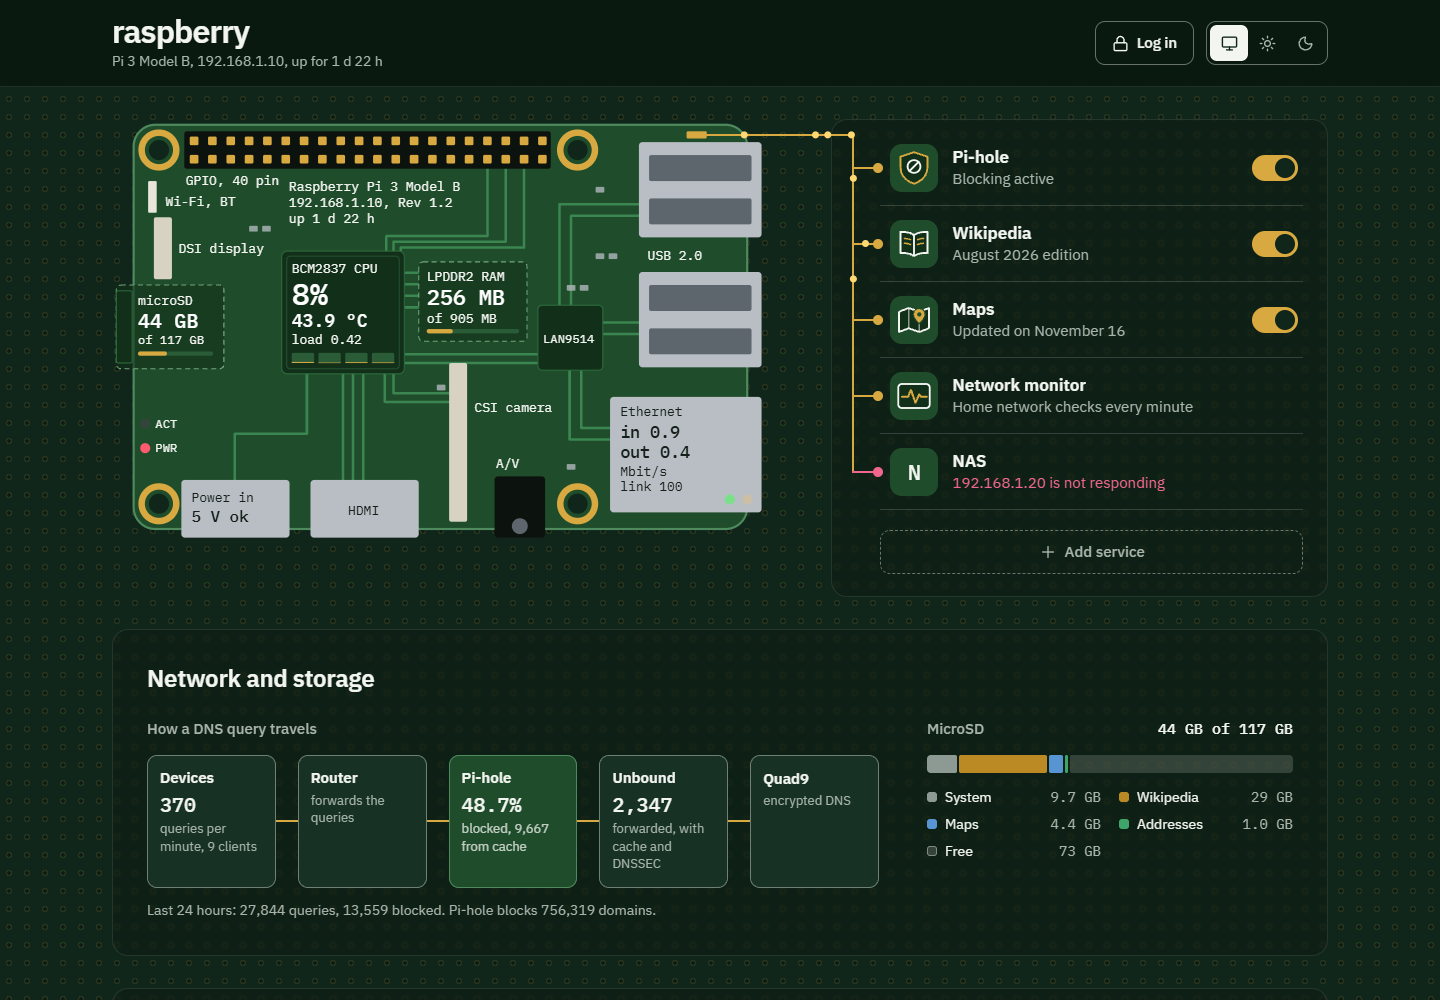 raspberry
Pi 3 Model B, 192.168.1.10, up for 1 d 22 h
Log in
GPIO, 40 pin
Wi-Fi, BT
Raspberry Pi 3 Model B
192.168.1.10, Rev 1.2
up 1 d 22 h
DSI display
USB 2.0
BCM2837 CPU
8%
43.9 °C
load 0.42
LPDDR2 RAM
256 MB
of 905 MB
microSD
44 GB
of 117 GB
LAN9514
CSI camera
ACT
PWR
Ethernet
in 0.9
out 0.4
Mbit/s
link 100
A/V
Power in
5 V ok
HDMI
Pi-hole
Blocking active
Wikipedia
August 2026 edition
Maps
Updated on November 16
Network monitor
Home network checks every minute
N
NAS
192.168.1.20 is not responding
Add service
Network and storage
How a DNS query travels
Devices
370
queries per
minute, 9 clients
Router
forwards the
queries
Pi-hole
48.7%
blocked, 9,667
from cache
Unbound
2,347
forwarded, with
cache and
DNSSEC
Quad9
encrypted DNS
Last 24 hours: 27,844 queries, 13,559 blocked. Pi-hole blocks 756,319 domains.
MicroSD 44 GB of 117 GB
System 9.7 GB Wikipedia 29 GB
Maps 4.4 GB Addresses 1.0 GB
Free 73 GB